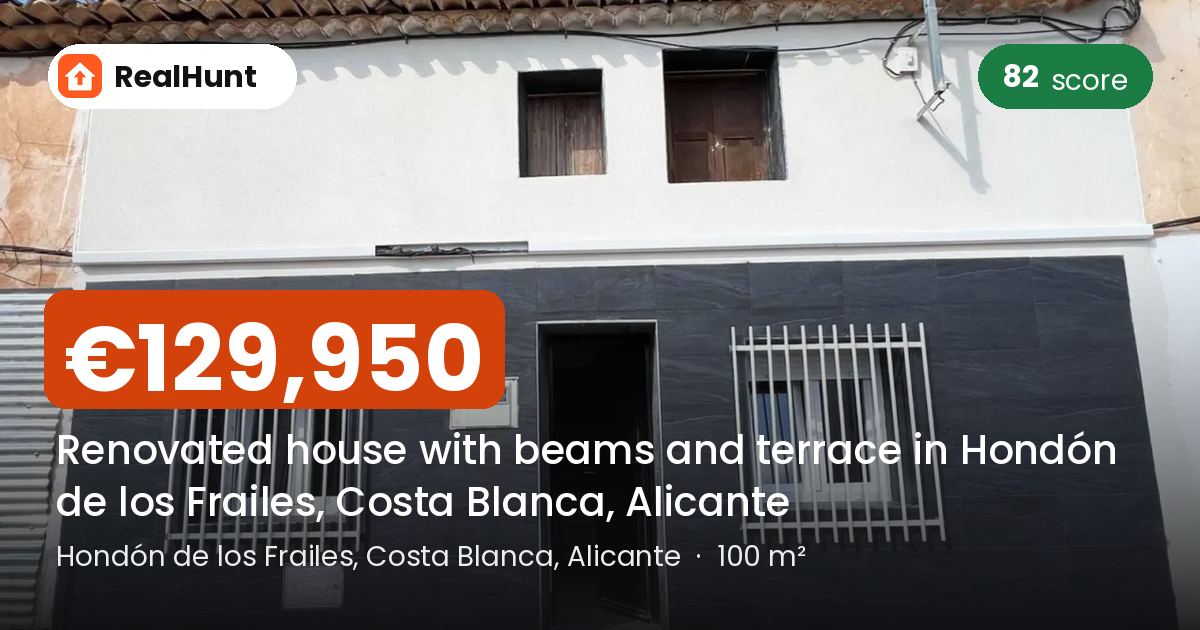 RealHunt
82 score
€129,950
Renovated house with beams and terrace in Hondón
de los Frailes, Costa Blanca, Alicante
Hondón de los Frailes, Costa Blanca, Alicante · 100 m²